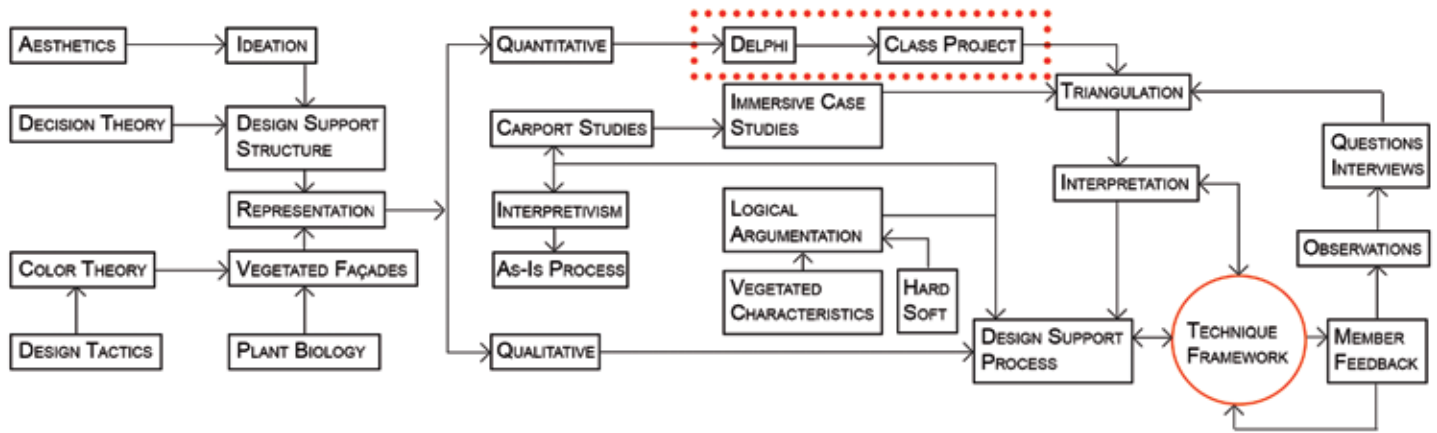 AESTHETICS
IDEATION
QUANTITATIVE
DELPHI
CLASS PROJECT
TRIANGULATION
DECISION THEORY
DESIGN SUPPORT
STRUCTURE
CARPORT STUDIES
IMMERSIVE CASE
STUDIES
QUESTIONS
INTERVIEWS
REPRESENTATION
INTERPRETIVISM
LOGICAL
ARGUMENTATION
INTERPRETATION
COLOR THEORY
VEGETATED FAÇADES
AS-IS PROCESS
VEGETATED
CHARACTERISTICS
HARD
SOFT
OBSERVATIONS
DESIGN TACTICS
PLANT BIOLOGY
QUALITATIVE
DESIGN SUPPORT
PROCESS
TECHNIQUE
FRAMEWORK
MEMBER
FEEDBACK